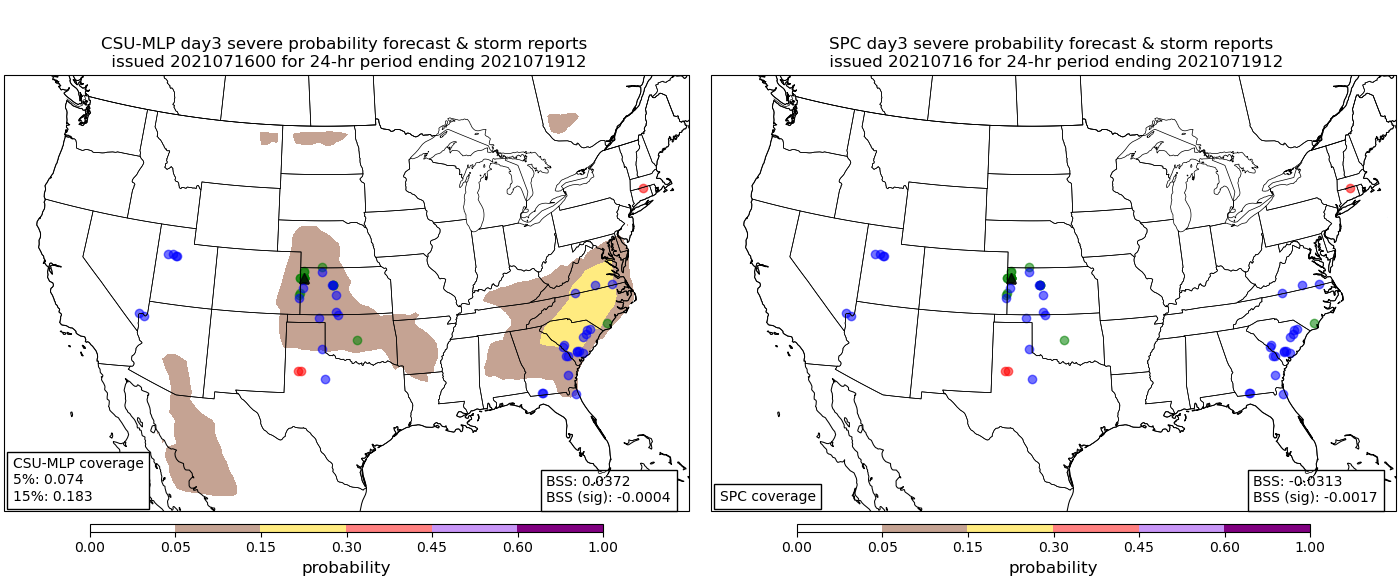 CSU-MLP day3 severe probability forecast & storm reports
issued 2021071600 for 24-hr period ending 2021071912
CSU-MLP coverage
5%: 0.074
15%: 0.183
BSS: 0.0372
BSS (sig): -0.0004
0.00 0.05 0.15 0.30 0.45 0.60 1.00
probability
SPC day3 severe probability forecast & storm reports
issued 20210716 for 24-hr period ending 2021071912
SPC coverage
BSS: -0.0313
BSS (sig): -0.0017
0.00 0.05 0.15 0.30 0.45 0.60 1.00
probability